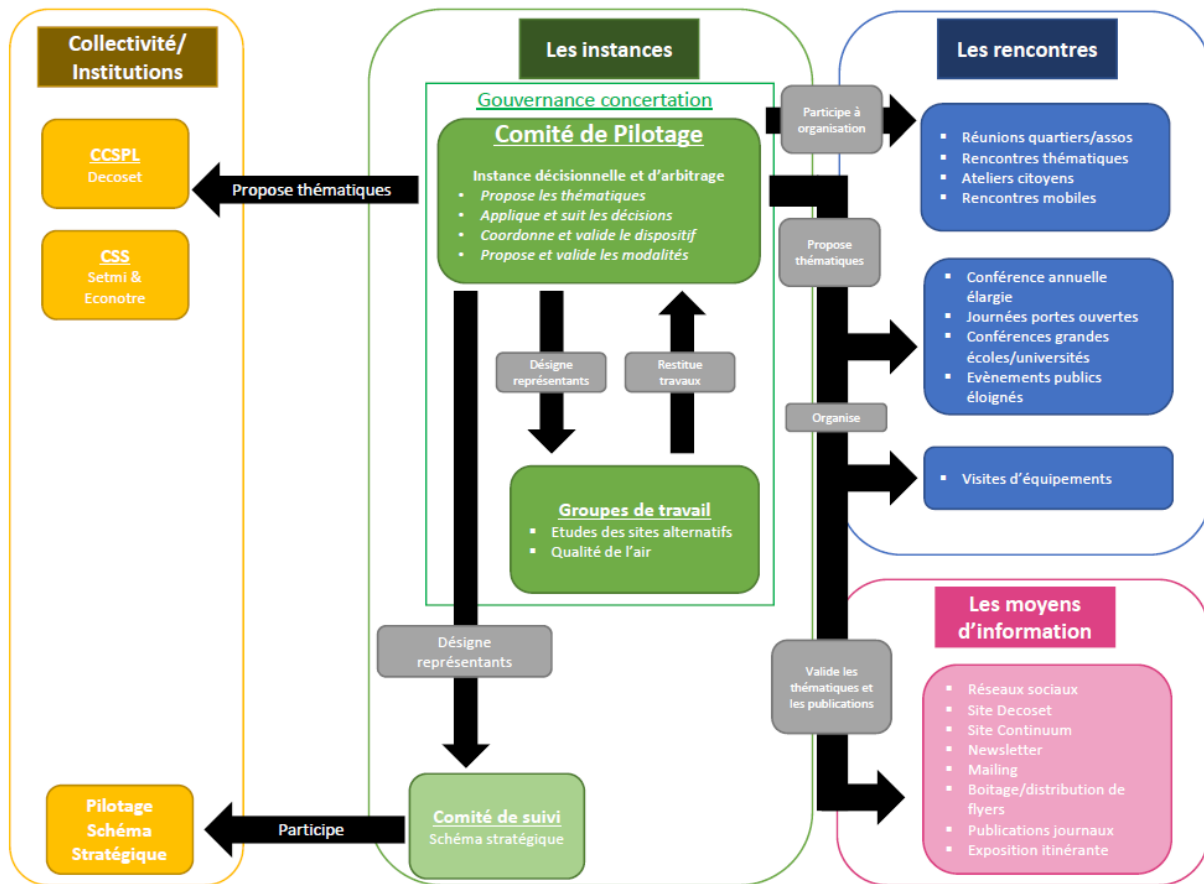 Collectivité/
Institutions
CCSPL
Decoset
CSS
Setmi &
Econotre
Pilotage
Schéma
Stratégique
Propose thématiques
Participe
Les instances
Gouvernance concertation
Comité de Pilotage
Instance décisionnelle et d'arbitrage
• Propose les thématiques
• Applique et suit les décisions
• Coordonne et valide le dispositif
• Propose et valide les modalités
Désigne
représentants
Restitue
travaux
Groupes de travail
▪ Etudes des sites alternatifs
▪ Qualité de l'air
Désigne
représentants
Comité de suivi
Schéma stratégique
Participe à
organisation
Propose
thématiques
Organise
Valide les
thématiques et
les publications
Les rencontres
▪ Réunions quartiers/assos
▪ Rencontres thématiques
▪ Ateliers citoyens
▪ Rencontres mobiles
▪ Conférence annuelle
élargie
▪ Journées portes ouvertes
▪ Conférences grandes
écoles/universités
▪ Evènements publics
éloignés
▪ Visites d'équipements
Les moyens
d'information
▪ Réseaux sociaux
▪ Site Decoset
▪ Site Continuum
▪ Newsletter
▪ Mailing
▪ Boitage/distribution de
flyers
▪ Publications journaux
▪ Exposition itinérante